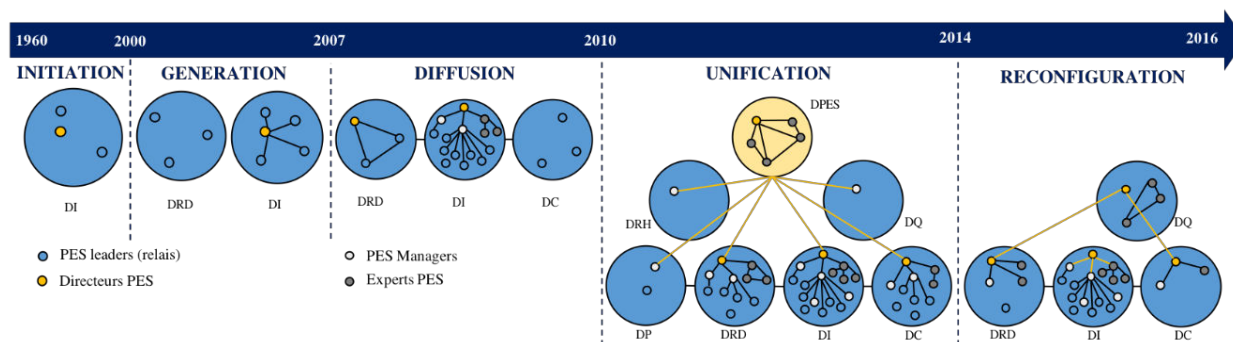 1960 2000 2007 2010 2014 2016
INITIATION GENERATION DIFFUSION UNIFICATION RECONFIGURATION
DPES
DI DRD DI DRD DI DC
DRH DQ DQ
PES leaders (relais) PES Managers
Directeurs PES Experts PES
DP DRD DI DC DRD DI DC